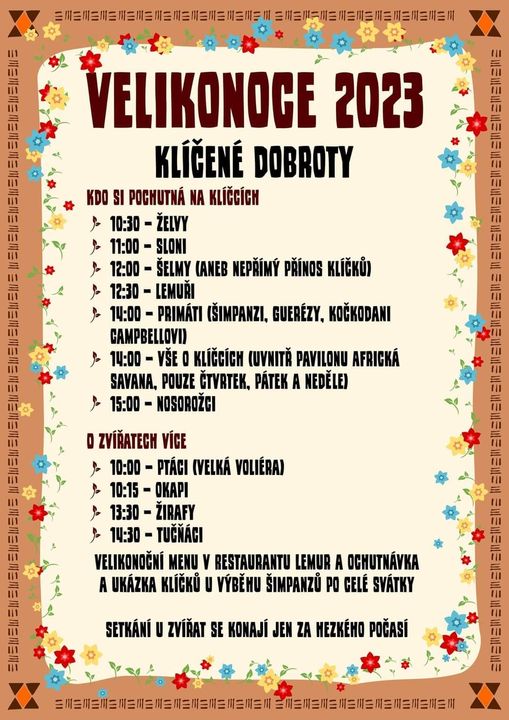 VELIKONOCE 2023
KLÍČENÉ DOBROTY
KDO SI POCHUTNÁ NA KLÍČCÍCH
10:30 – ŽELVY
11:00 – SLONI
12:00 – ŠELMY (ANEB NEPŘÍMÝ PŘÍNOS KLÍČKŮ)
12:30 – LEMUŘI
14:00 – PRIMÁTI (ŠIMPANZI, GUERÉZY, KOČKODANI
CAMPBELLOVI)
14:00 – VŠE O KLÍČCÍCH (UVNITŘ PAVILONU AFRICKÁ
SAVANA, POUZE ČTVRTEK, PÁTEK A NEDĚLE)
15:00 – NOSOROŽCI
O ZVÍŘATECH VÍCE
10:00 – PTÁCI (VELKÁ VOLIÉRA)
10:15 – OKAPI
13:30 – ŽIRAFY
14:30 – TUČŇÁCI
VELIKONOČNÍ MENU V RESTAURANTU LEMUR A OCHUTNÁVKA
A UKÁZKA KLÍČKŮ U VÝBĚHU ŠIMPANZŮ PO CELÉ SVÁTKY
SETKÁNÍ U ZVÍŘAT SE KONAJÍ JEN ZA HEZKÉHO POČASÍ